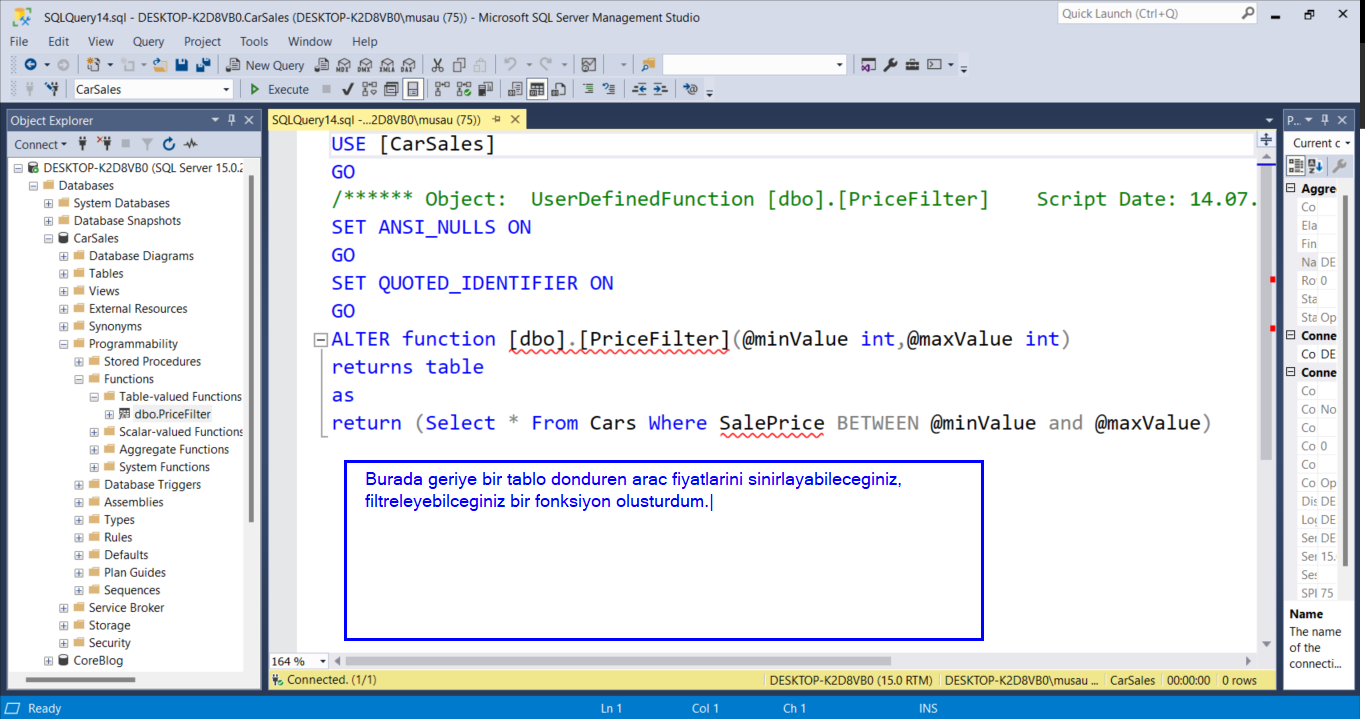 SQLQuery14.sql - DESKTOP-K2D8VB0.CarSales (DESKTOP-K2D8VB0\musau (75)) - Microsoft SQL Server Management Studio
Quick Launch (Ctrl+Q)
File Edit View Query Project Tools Window Help
New Query
CarSales
Execute
Object Explorer
Connect
DESKTOP-K2D8VB0 (SQL Server 15.0.2
Databases
System Databases
Database Snapshots
CarSales
Database Diagrams
Tables
Views
External Resources
Synonyms
Programmability
Stored Procedures
Functions
Table-valued Functions
dbo.PriceFilter
Scalar-valued Functions
Aggregate Functions
System Functions
Database Triggers
Assemblies
Types
Rules
Defaults
Plan Guides
Sequences
Service Broker
Storage
Security
CoreBlog
SQLQuery14.sql -...2D8VB0\musau (75))
USE [CarSales]
GO
/****** Object:  UserDefinedFunction [dbo].[PriceFilter]    Script Date: 14.07.
SET ANSI_NULLS ON
GO
SET QUOTED_IDENTIFIER ON
GO
ALTER function [dbo].[PriceFilter](@minValue int,@maxValue int)
returns table
as
return (Select * From Cars Where SalePrice BETWEEN @minValue and @maxValue)
Burada geriye bir tablo donduren arac fiyatlarini sinirlayabileceginiz,
filtreleyebilceginiz bir fonksiyon olusturdum.
164 %
Connected. (1/1)
DESKTOP-K2D8VB0 (15.0 RTM)
DESKTOP-K2D8VB0\musau ...
CarSales
00:00:00
0 rows
P...
Current c
Aggre
Co
Ela
Fin
Na DE
Ro 0
Sta
Sta Op
Conne
Co DE
Conne
Co
Co No
Co
Co 0
Co
Co Op
Dis DE
Log DE
Ser DE
Ser 15.
Ses
SPI 75
Name
The name
of the
connecti...
Ready
Ln 1
Col 1
Ch 1
INS